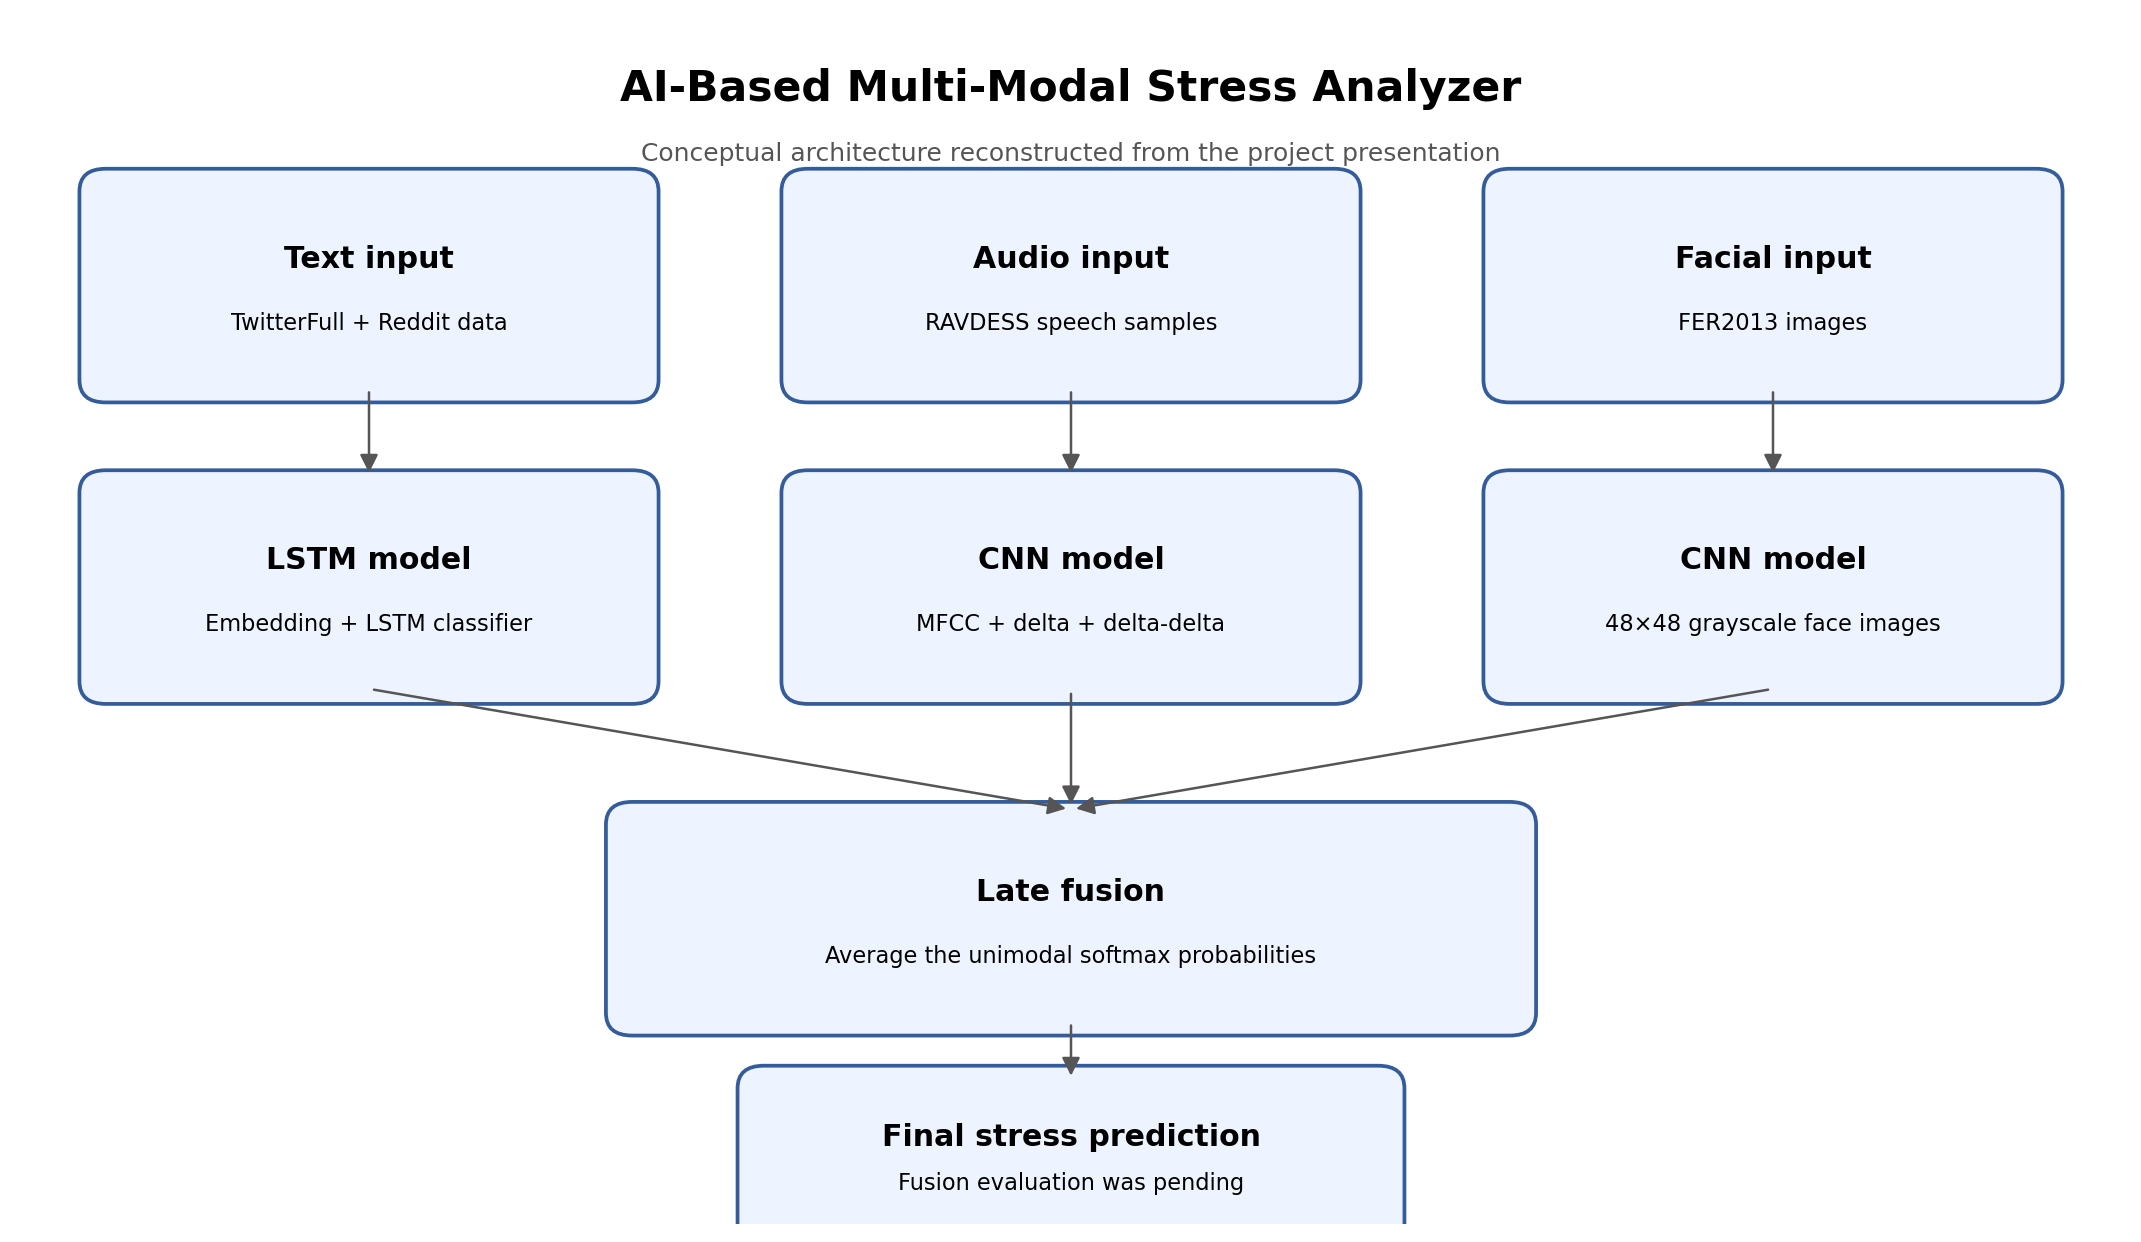 AI-Based Multi-Modal Stress Analyzer
Conceptual architecture reconstructed from the project presentation
Text input
TwitterFull + Reddit data
Audio input
RAVDESS speech samples
Facial input
FER2013 images
LSTM model
Embedding + LSTM classifier
CNN model
MFCC + delta + delta-delta
CNN model
48×48 grayscale face images
Late fusion
Average the unimodal softmax probabilities
Final stress prediction
Fusion evaluation was pending